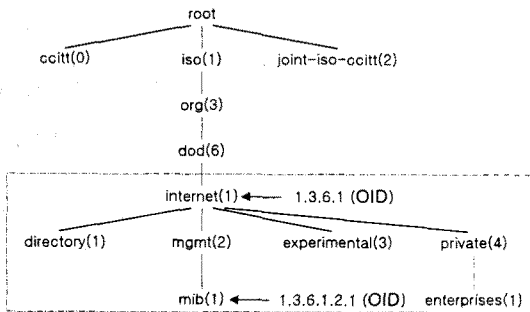 root
ccitt(0) iso(1) joint-iso-ccitt(2)
org(3)
dod(6)
internet(1) 1.3.6.1 (OID)
directory(1) mgmt(2) experimental(3) private(4)
mib(1) 1.3.6.1.2.1 (OID) enterprises(1)